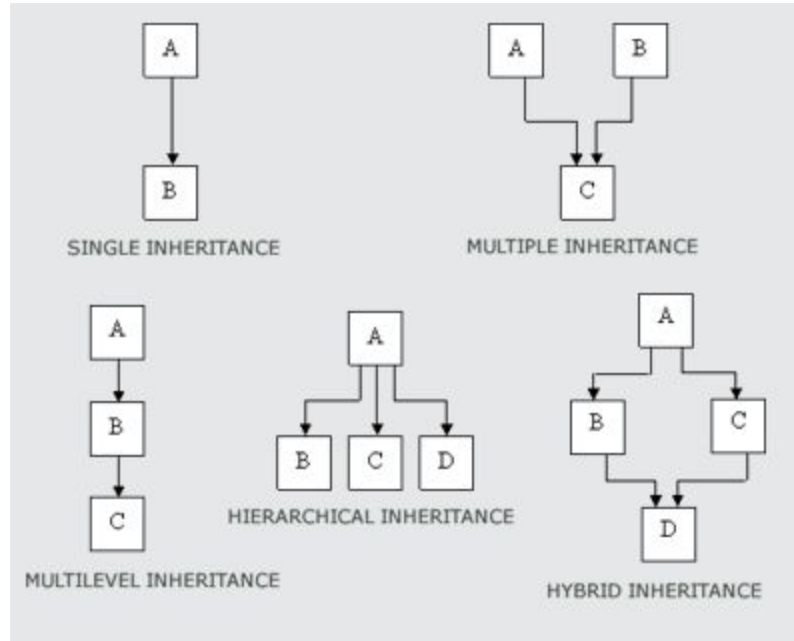 A
B
SINGLE INHERITANCE
A B
C
MULTIPLE INHERITANCE
A
B
C
MULTILEVEL INHERITANCE
A
B C D
HIERARCHICAL INHERITANCE
A
B C
D
HYBRID INHERITANCE